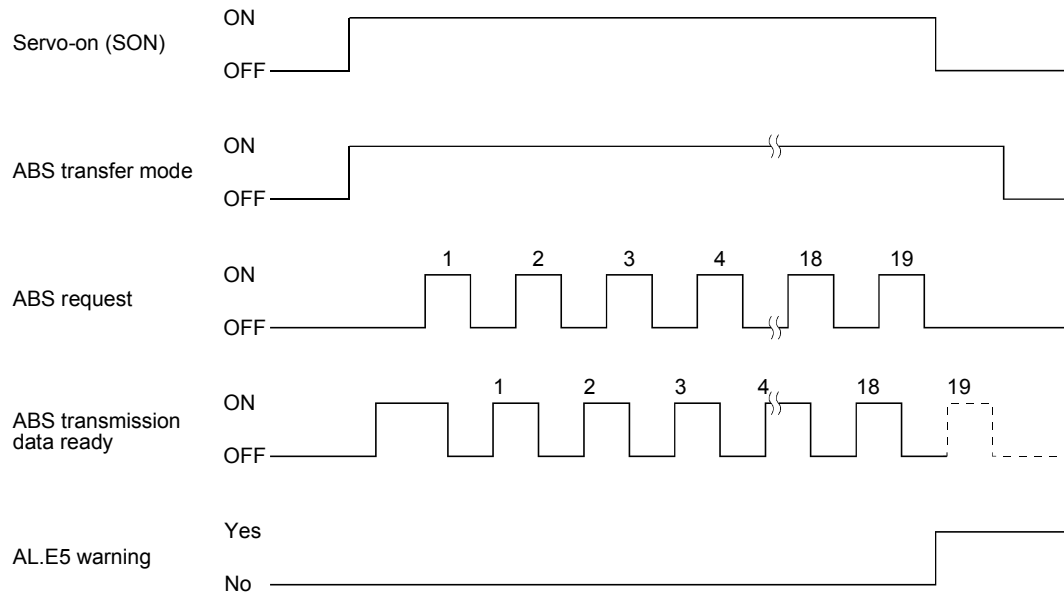 ON
Servo-on (SON)
OFF
ON
ABS transfer mode
OFF
1 2 3 4 18 19
ON
ABS request
OFF
1 2 3 4 18 19
ON
ABS transmission
data ready
OFF
Yes
AL.E5 warning
No